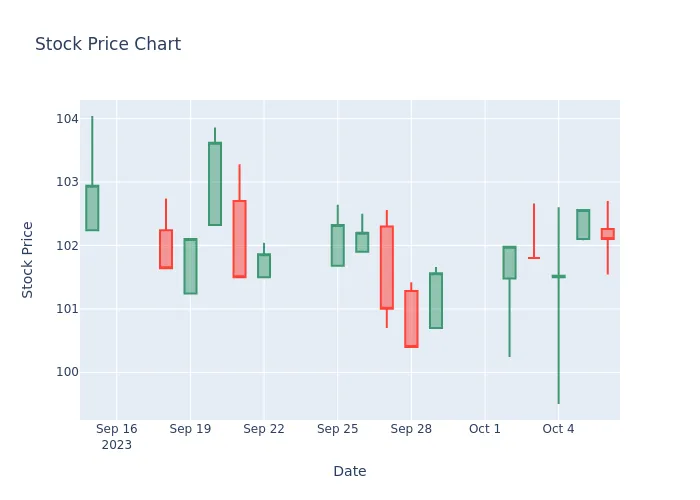 Stock Price Chart
104
103
102
101
100
Stock Price
Sep 16
2023
Sep 19
Sep 22
Sep 25
Sep 28
Oct 1
Oct 4
Date